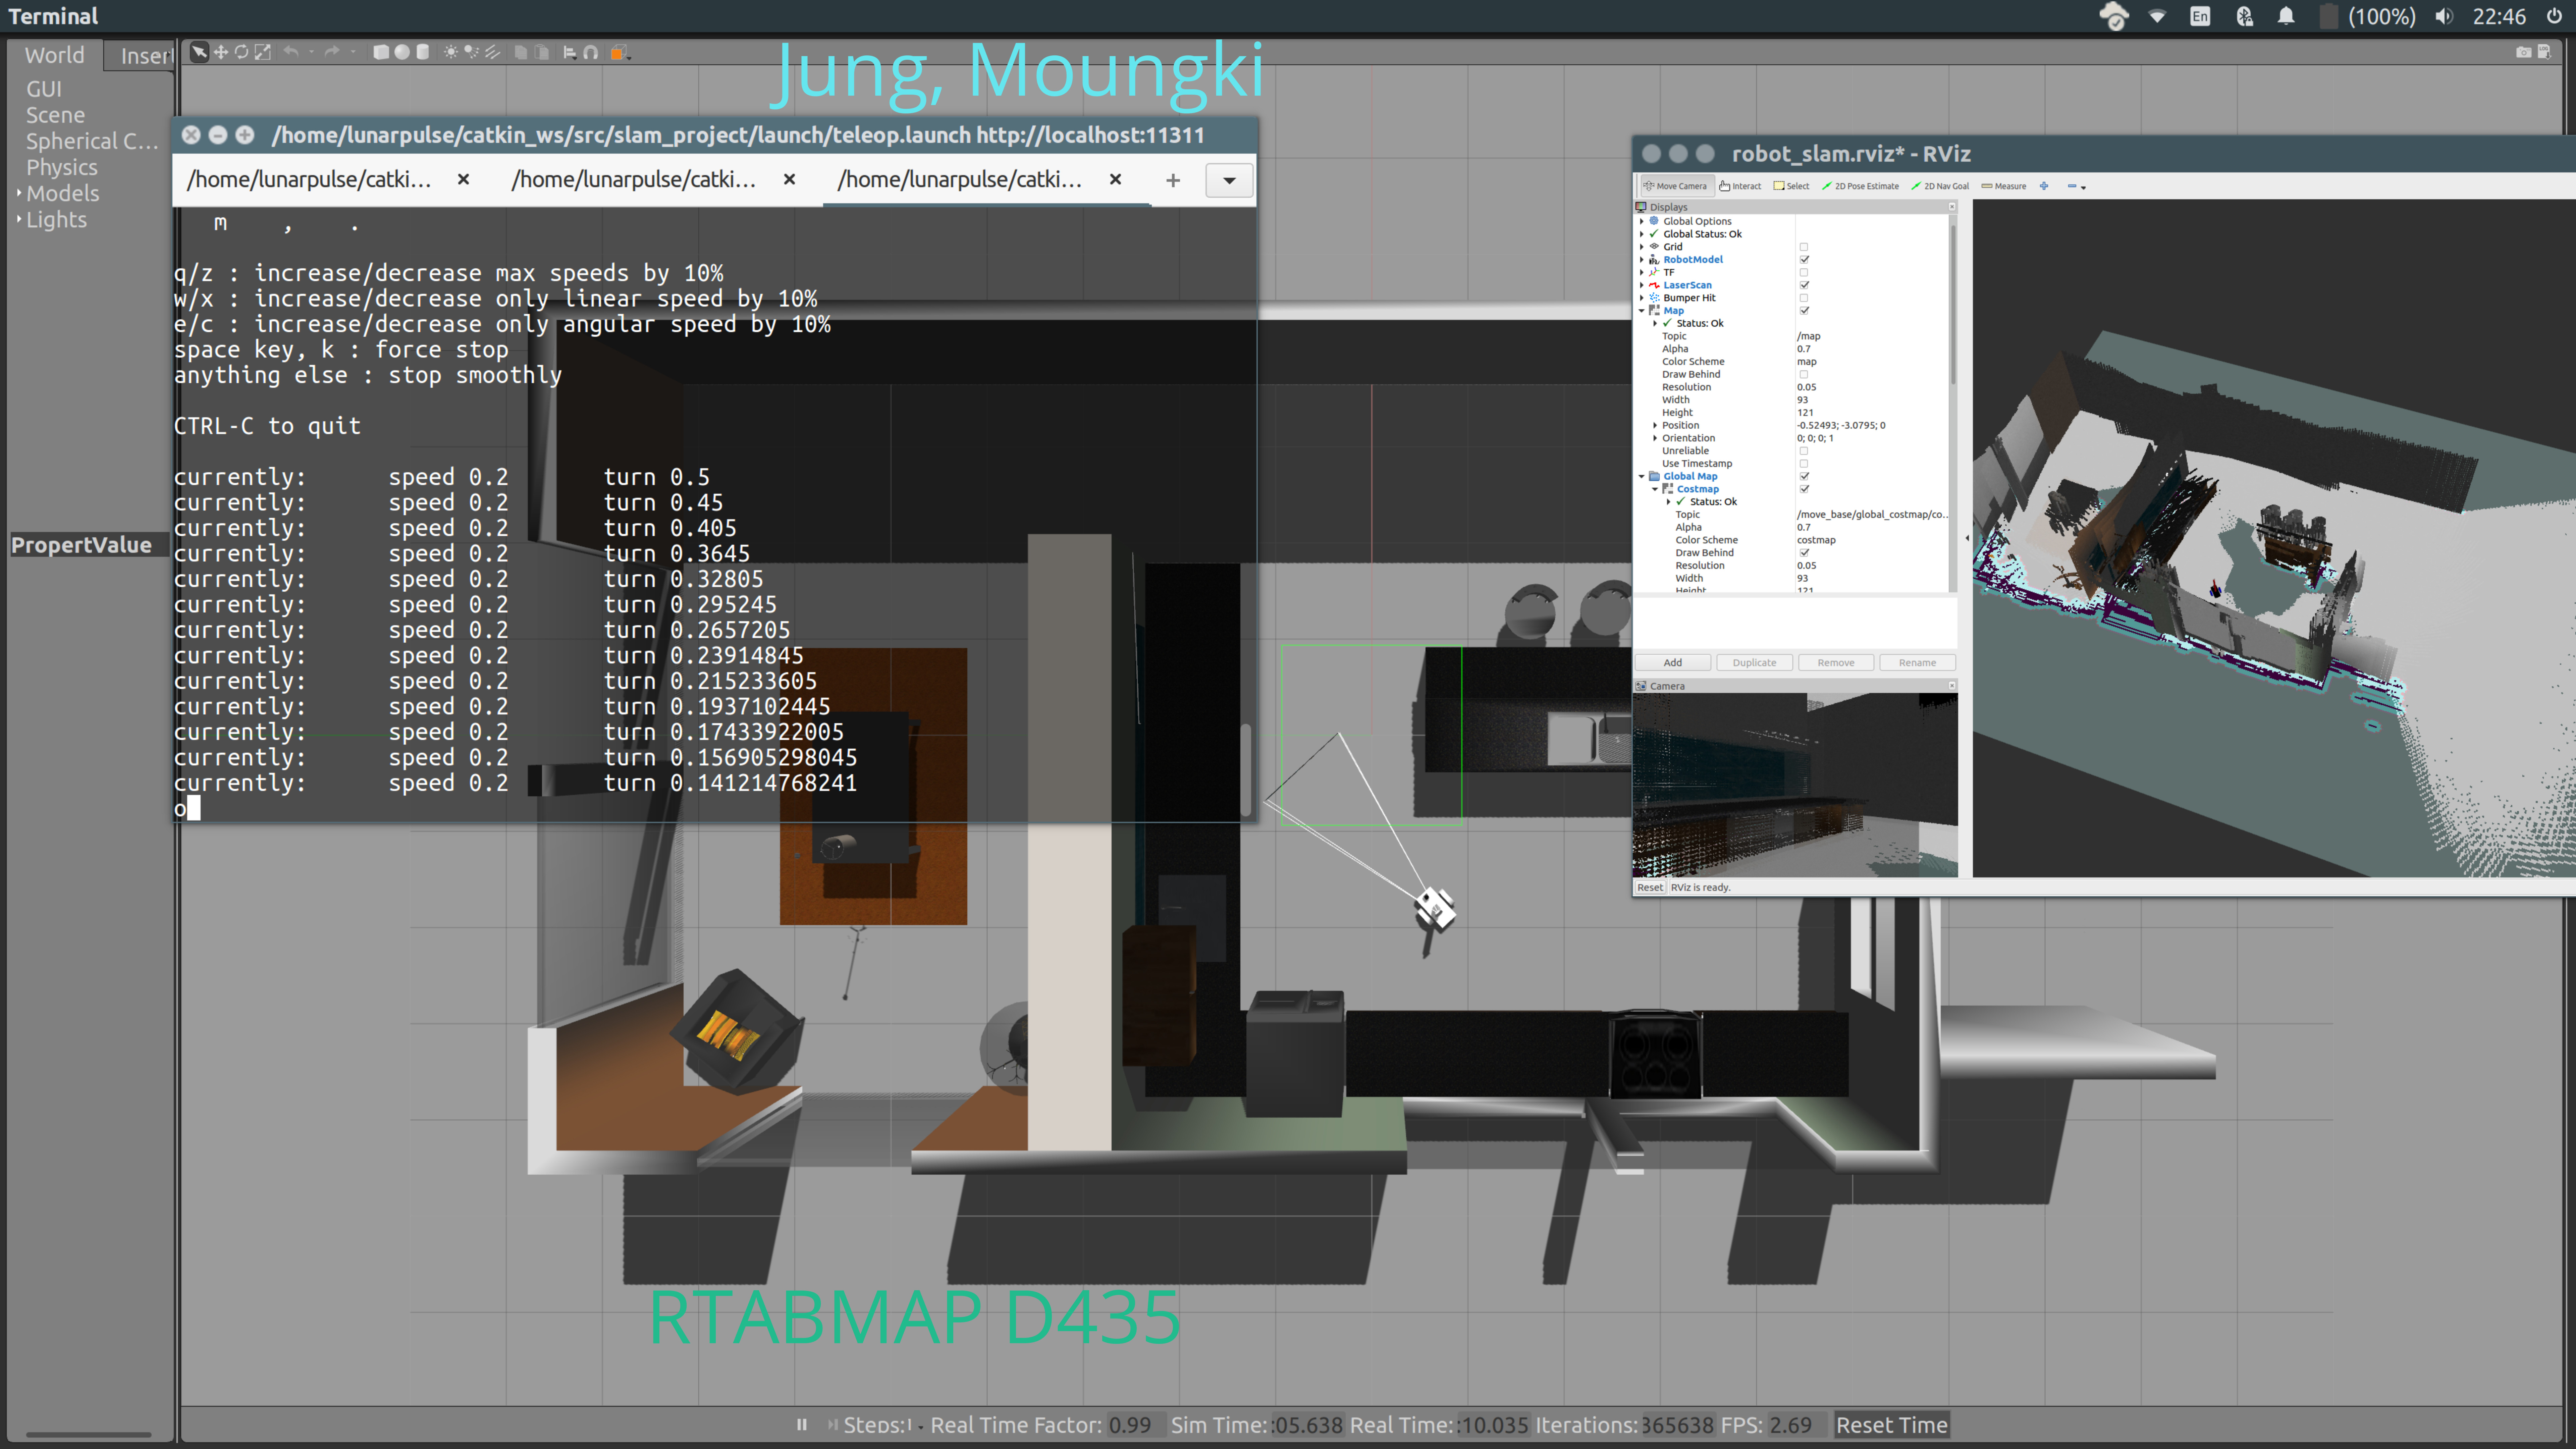 Terminal
En
(100%)
22:46
World
Insert
GUI
Scene
Spherical C...
Physics
Models
Lights
PropertValue
Jung, Moungki
/home/lunarpulse/catkin_ws/src/slam_project/launch/teleop.launch http://localhost:11311
/home/lunarpulse/catki...
/home/lunarpulse/catki...
/home/lunarpulse/catki...
m , .
q/z : increase/decrease max speeds by 10%
w/x : increase/decrease only linear speed by 10%
e/c : increase/decrease only angular speed by 10%
space key, k : force stop
anything else : stop smoothly
CTRL-C to quit
currently: speed 0.2 turn 0.5
currently: speed 0.2 turn 0.45
currently: speed 0.2 turn 0.405
currently: speed 0.2 turn 0.3645
currently: speed 0.2 turn 0.32805
currently: speed 0.2 turn 0.295245
currently: speed 0.2 turn 0.2657205
currently: speed 0.2 turn 0.23914845
currently: speed 0.2 turn 0.215233605
currently: speed 0.2 turn 0.1937102445
currently: speed 0.2 turn 0.17433922005
currently: speed 0.2 turn 0.156905298045
currently: speed 0.2 turn 0.141214768241
o
robot_slam.rviz* - RViz
Move Camera Interact Select 2D Pose Estimate 2D Nav Goal Measure
Displays
Global Options
Global Status: Ok
Grid
RobotModel
TF
LaserScan
Bumper Hit
Map
Status: Ok
Topic /map
Alpha 0.7
Color Scheme map
Draw Behind
Resolution 0.05
Width 93
Height 121
Position -0.52493; -3.0795; 0
Orientation 0; 0; 0; 1
Unreliable
Use Timestamp
Global Map
Costmap
Status: Ok
Topic /move_base/global_costmap/co...
Alpha 0.7
Color Scheme costmap
Draw Behind
Resolution 0.05
Width 93
Height 121
Add Duplicate Remove Rename
Camera
Reset RViz is ready.
RTABMAP D435
Steps: Real Time Factor: 0.99 Sim Time: :05.638 Real Time: :10.035 Iterations: 365638 FPS: 2.69 Reset Time